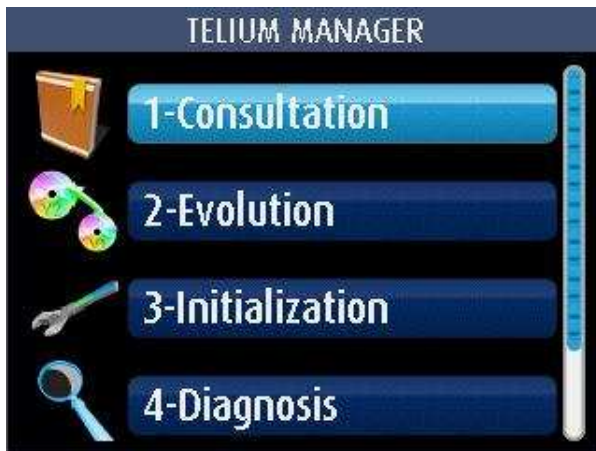 TELIUM MANAGER
1-Consultation
2-Evolution
3-Initialization
4-Diagnosis